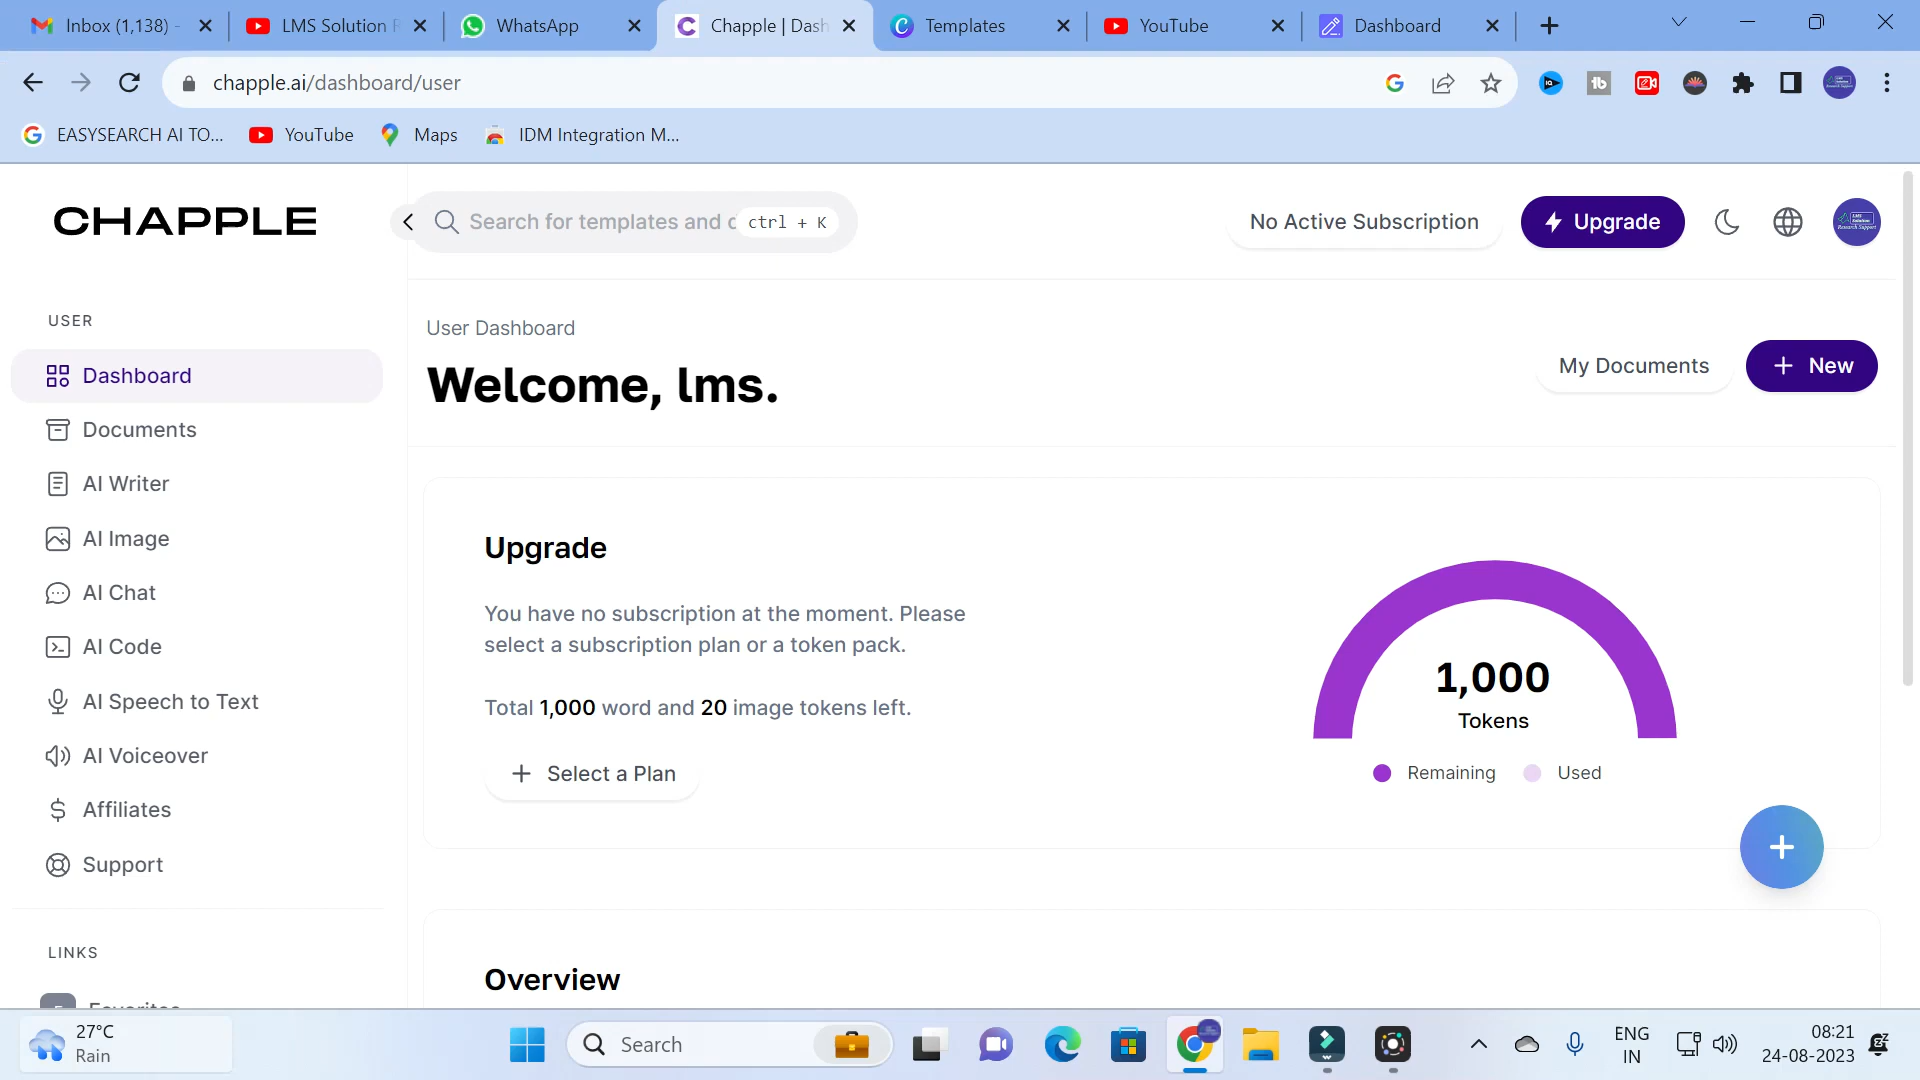 Inbox (1,138) -
LMS Solution
WhatsApp
Chapple | Dash
Templates
YouTube
Dashboard
chapple.ai/dashboard/user
EASYSEARCH AI TO...
YouTube
Maps
IDM Integration M...
CHAPPLE
Search for templates and
ctrl + K
No Active Subscription
Upgrade
LMS Solution
Research Support
USER
Dashboard
Documents
AI Writer
AI Image
AI Chat
AI Code
AI Speech to Text
AI Voiceover
Affiliates
Support
LINKS
User Dashboard
Welcome, lms.
My Documents
New
Upgrade
You have no subscription at the moment. Please
select a subscription plan or a token pack.
Total 1,000 word and 20 image tokens left.
Select a Plan
1,000
Tokens
Remaining
Used
Overview
27°C
Rain
Search
ENG
IN
08:21
24-08-2023